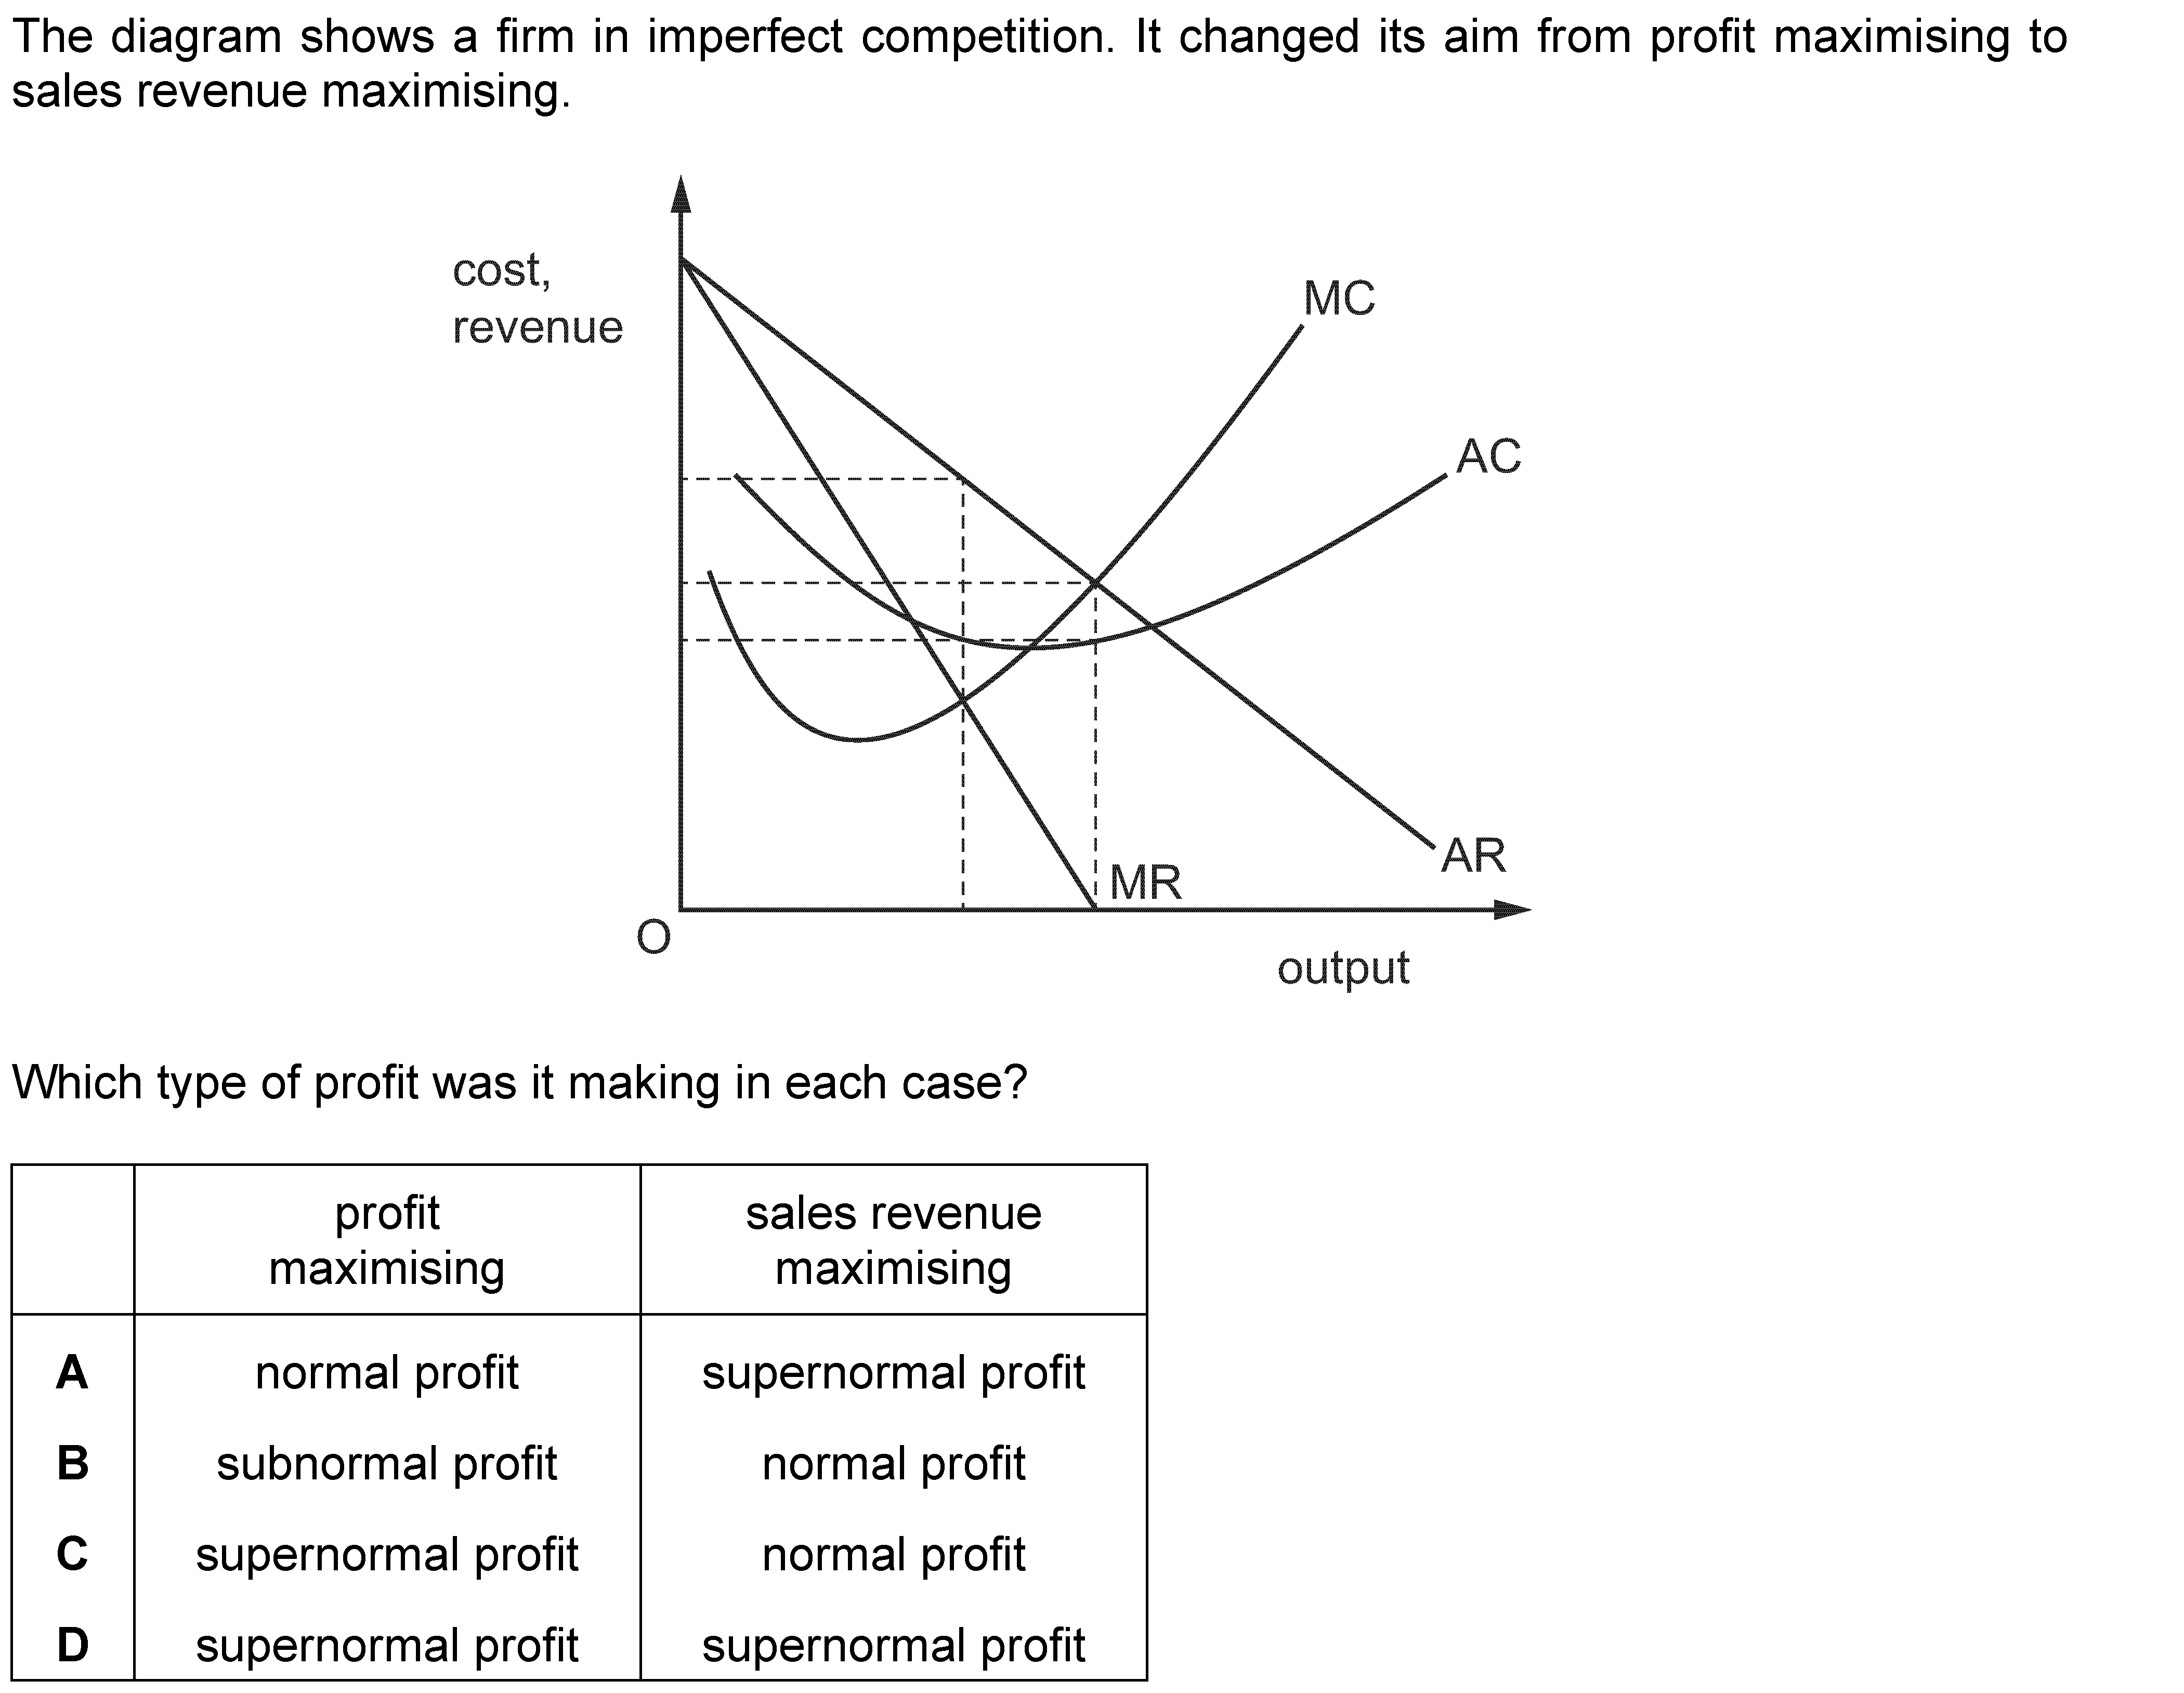 The diagram shows a firm in imperfect competition. It changed its aim from profit maximising to
sales revenue maximising.
cost,
revenue
MC
AC
AR
MR
O
output
Which type of profit was it making in each case?
profit
maximising
sales revenue
maximising
A normal profit supernormal profit
B subnormal profit normal profit
C supernormal profit normal profit
D supernormal profit supernormal profit